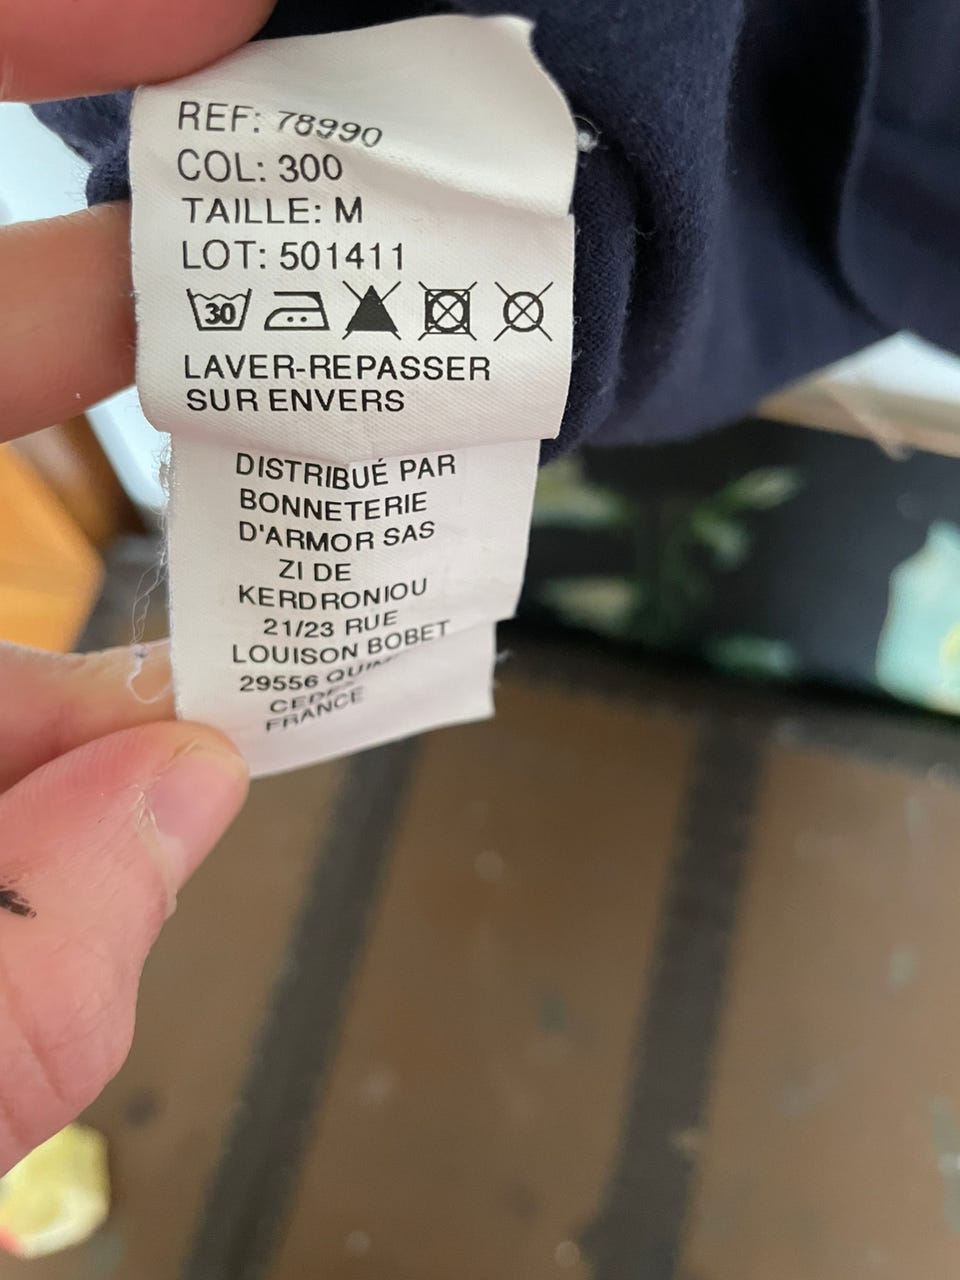 REF: 78990
COL: 300
TAILLE: M
LOT: 501411
30
LAVER-REPASSER
SUR ENVERS
DISTRIBUÉ PAR
BONNETERIE
D'ARMOR SAS
ZI DE
KERDRONIOU
21/23 RUE
LOUISON BOBET
29556
FRANCE